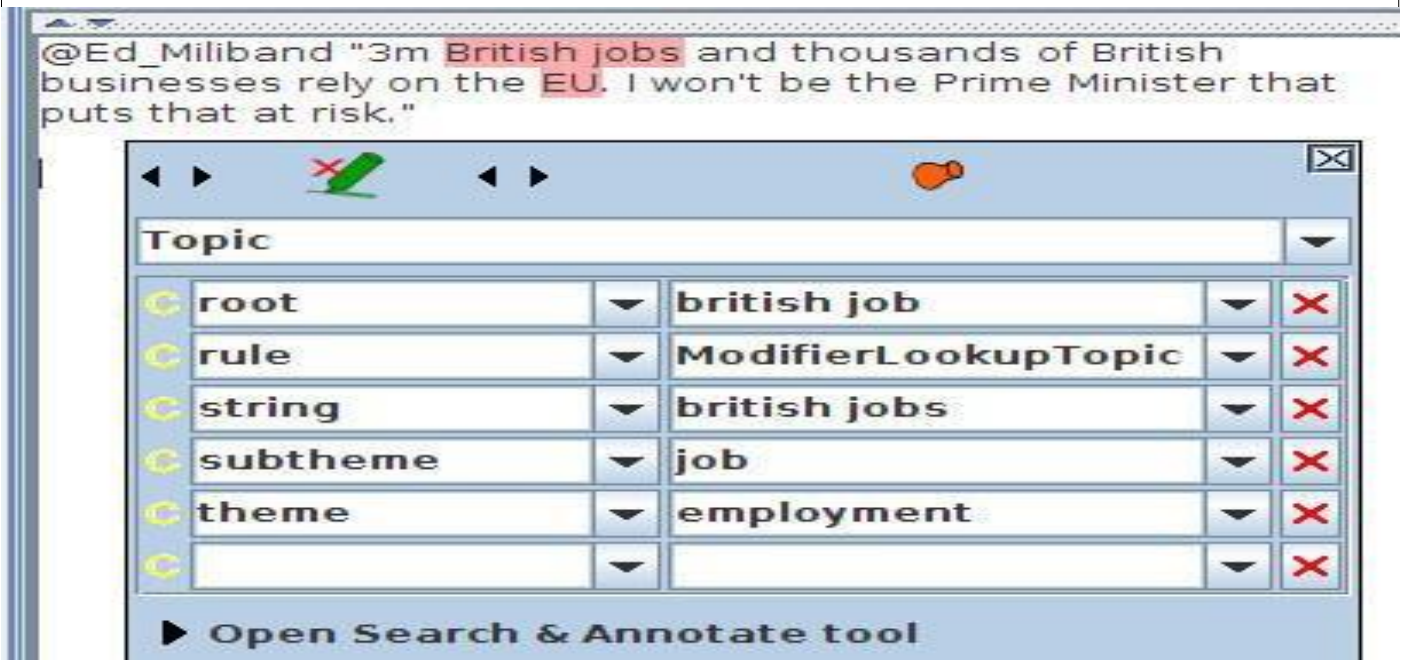 @Ed_Miliband "3m British jobs and thousands of British
businesses rely on the EU. I won't be the Prime Minister that
puts that at risk."
Topic
C root british job
C rule ModifierLookupTopic
C string british jobs
C subtheme job
C theme employment
C
Open Search & Annotate tool